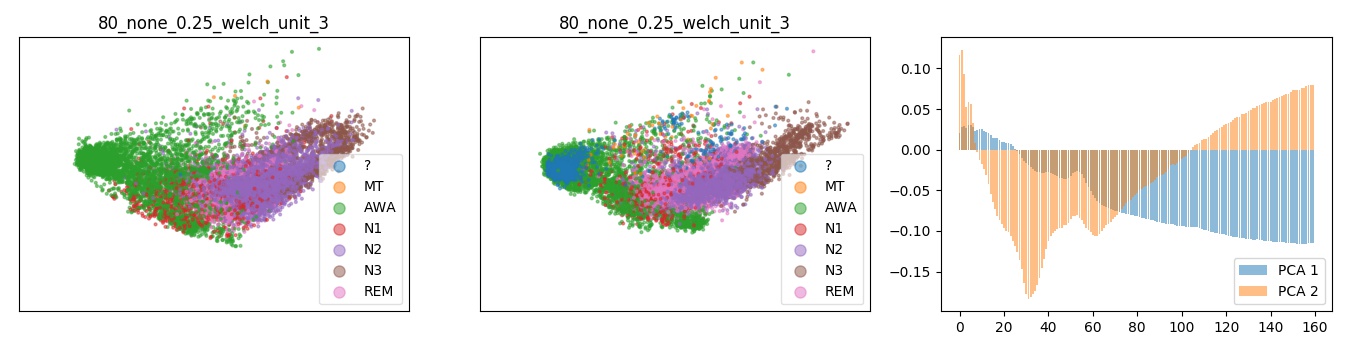 80_none_0.25_welch_unit_3
?
MT
AWA
N1
N2
N3
REM
80_none_0.25_welch_unit_3
?
MT
AWA
N1
N2
N3
REM
0.10
0.05
0.00
−0.05
−0.10
−0.15
PCA 1
PCA 2
0 20 40 60 80 100 120 140 160